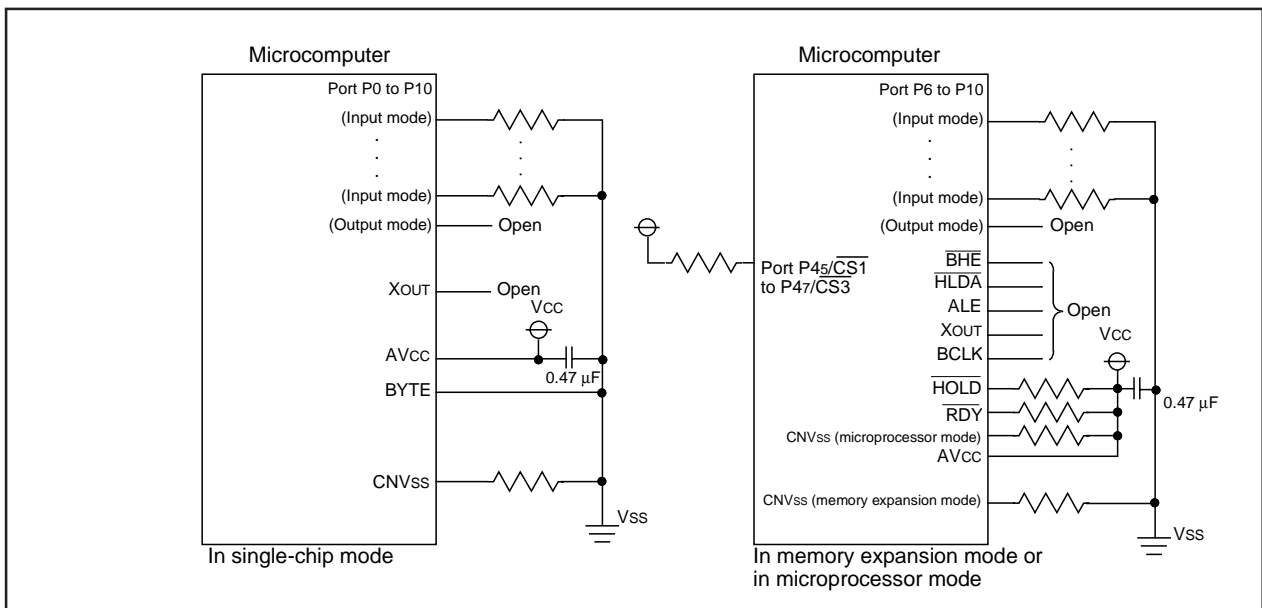 Microcomputer
Port P0 to P10
(Input mode)
(Input mode)
(Output mode)
Open
XOUT
Open
VCC
AVCC
0.47 μF
BYTE
CNVSS
VSS
In single-chip mode
Microcomputer
Port P6 to P10
(Input mode)
(Input mode)
(Output mode)
Open
Port P45/CS1
to P47/CS3
BHE
HLDA
ALE
XOUT
BCLK
Open
VCC
HOLD
RDY
CNVSS (microprocessor mode)
AVCC
0.47 μF
CNVSS (memory expansion mode)
VSS
In memory expansion mode or
in microprocessor mode